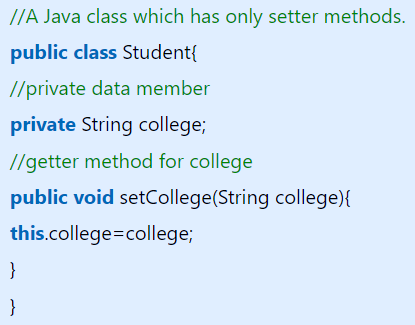 //A Java class which has only setter methods.
public class Student{
//private data member
private String college;
//getter method for college
public void setCollege(String college){
this.college=college;
}
}